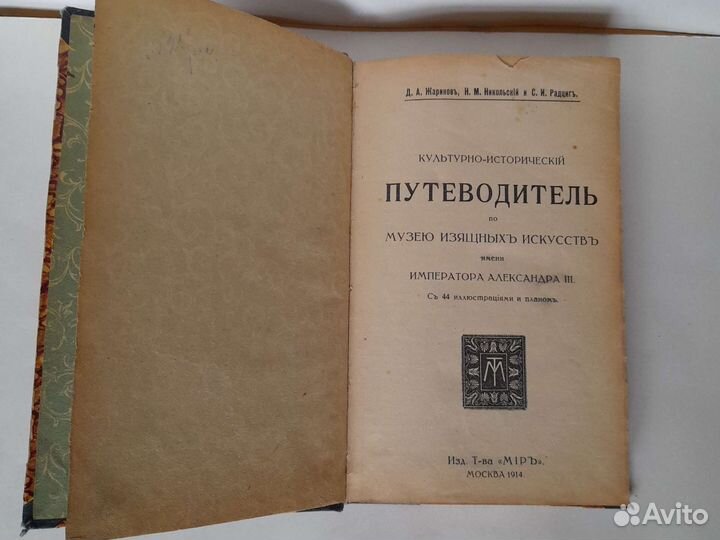 Д. А. Жариновъ, Н. М. Никольскій и С. И. Радцигъ.
КУЛЬТУРНО-ИСТОРИЧЕСКІЙ
ПУТЕВОДИТЕЛЬ
по
МУЗЕЮ ИЗЯЩНЫХЪ ИСКУССТВЪ
имени
ИМПЕРАТОРА АЛЕКСАНДРА III.
Съ 44 иллюстраціями и планомъ.
ТМ
Изд. Т-ва «МІРЪ».
МОСКВА 1914.
Avito